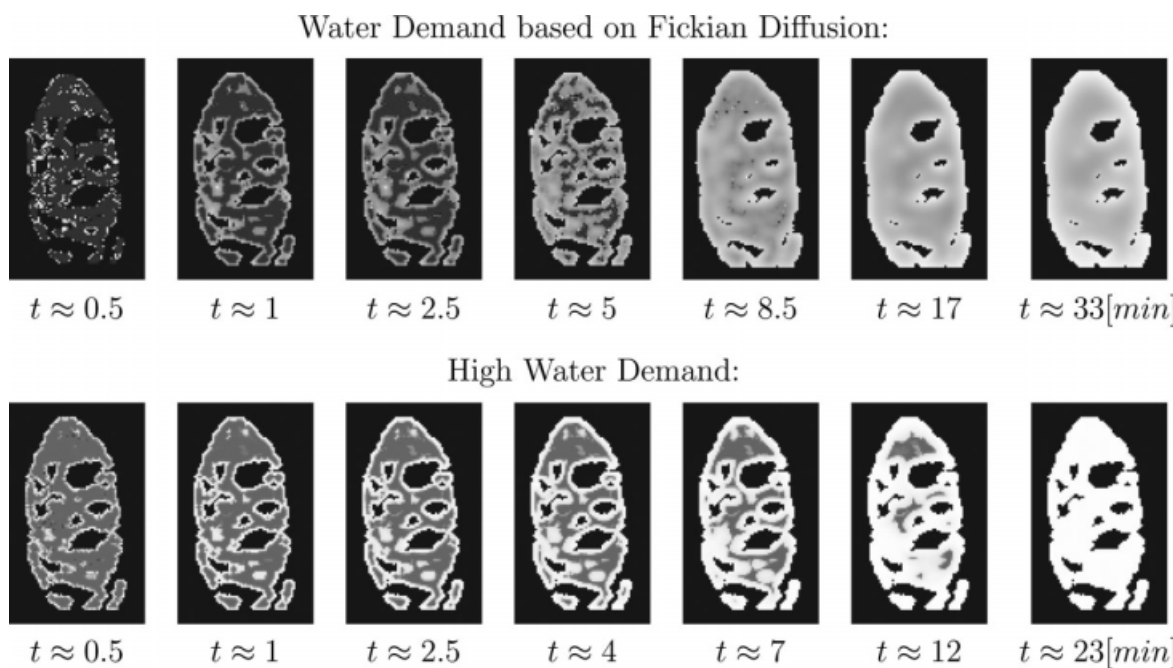 Water Demand based on Fickian Diffusion:
t ≈ 0.5 t ≈ 1 t ≈ 2.5 t ≈ 5 t ≈ 8.5 t ≈ 17 t ≈ 33[min]
High Water Demand:
t ≈ 0.5 t ≈ 1 t ≈ 2.5 t ≈ 4 t ≈ 7 t ≈ 12 t ≈ 23[min]